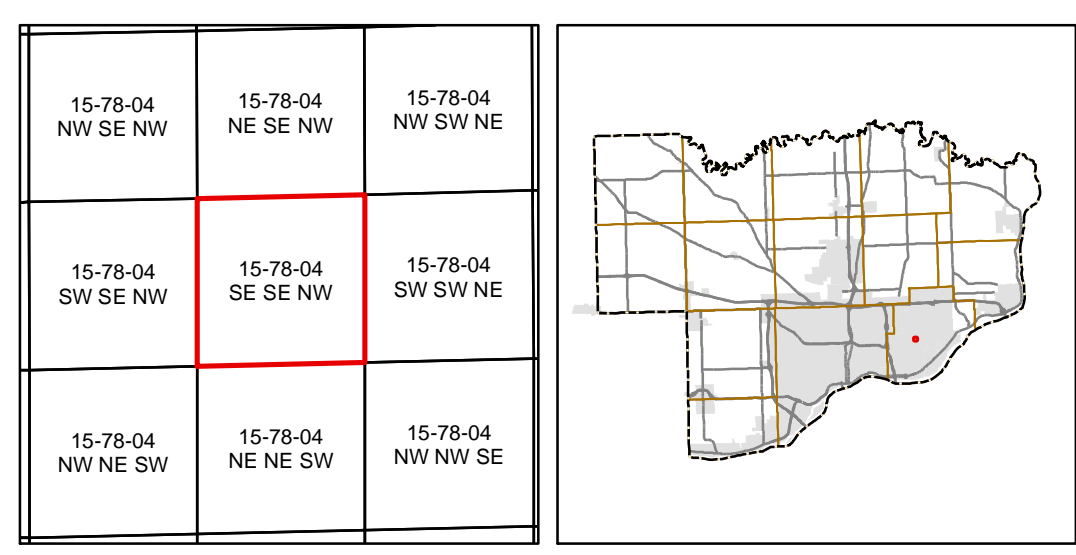 15-78-04
NW SE NW
15-78-04
NE SE NW
15-78-04
NW SW NE
15-78-04
SW SE NW
15-78-04
SE SE NW
15-78-04
SW SW NE
15-78-04
NW NE SW
15-78-04
NE NE SW
15-78-04
NW NW SE